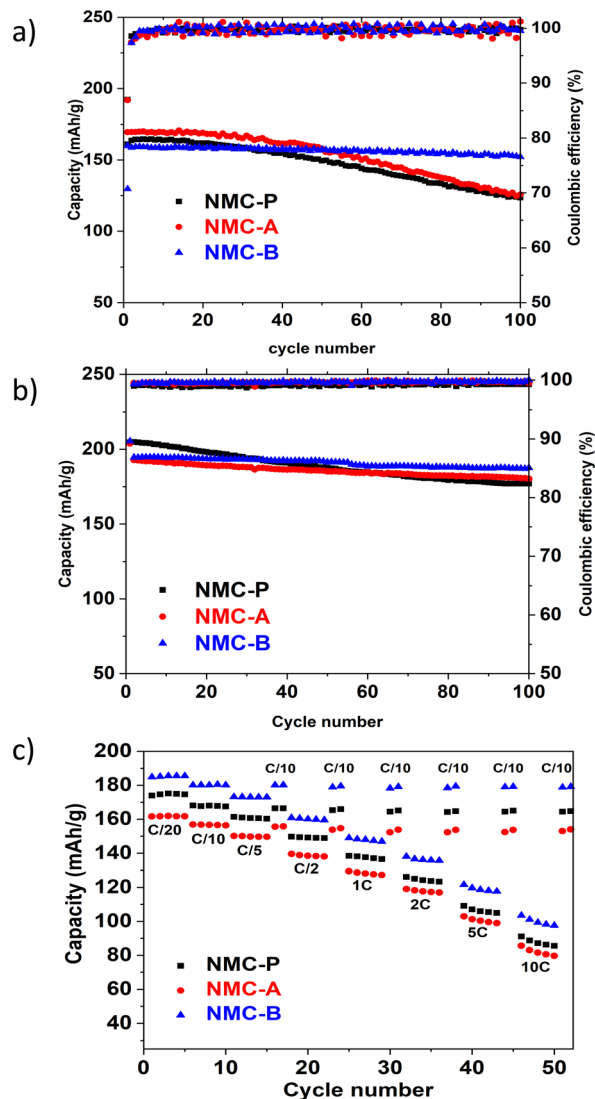 a)
250
200
150
100
50
Capacity (mAh/g)
100
90
80
70
60
50
Coulombic efficiency (%)
NMC-P
NMC-A
NMC-B
0 20 40 60 80 100
cycle number
b)
250
200
150
100
50
Capacity (mAh/g)
100
90
80
70
60
50
Coulombic efficiency (%)
NMC-P
NMC-A
NMC-B
0 20 40 60 80 100
Cycle number
c)
200
180
160
140
120
100
80
60
40
Capacity (mAh/g)
C/10 C/10 C/10 C/10 C/10 C/10
C/20
C/10
C/5
C/2
1C
2C
5C
10C
NMC-P
NMC-A
NMC-B
0 10 20 30 40 50
Cycle number